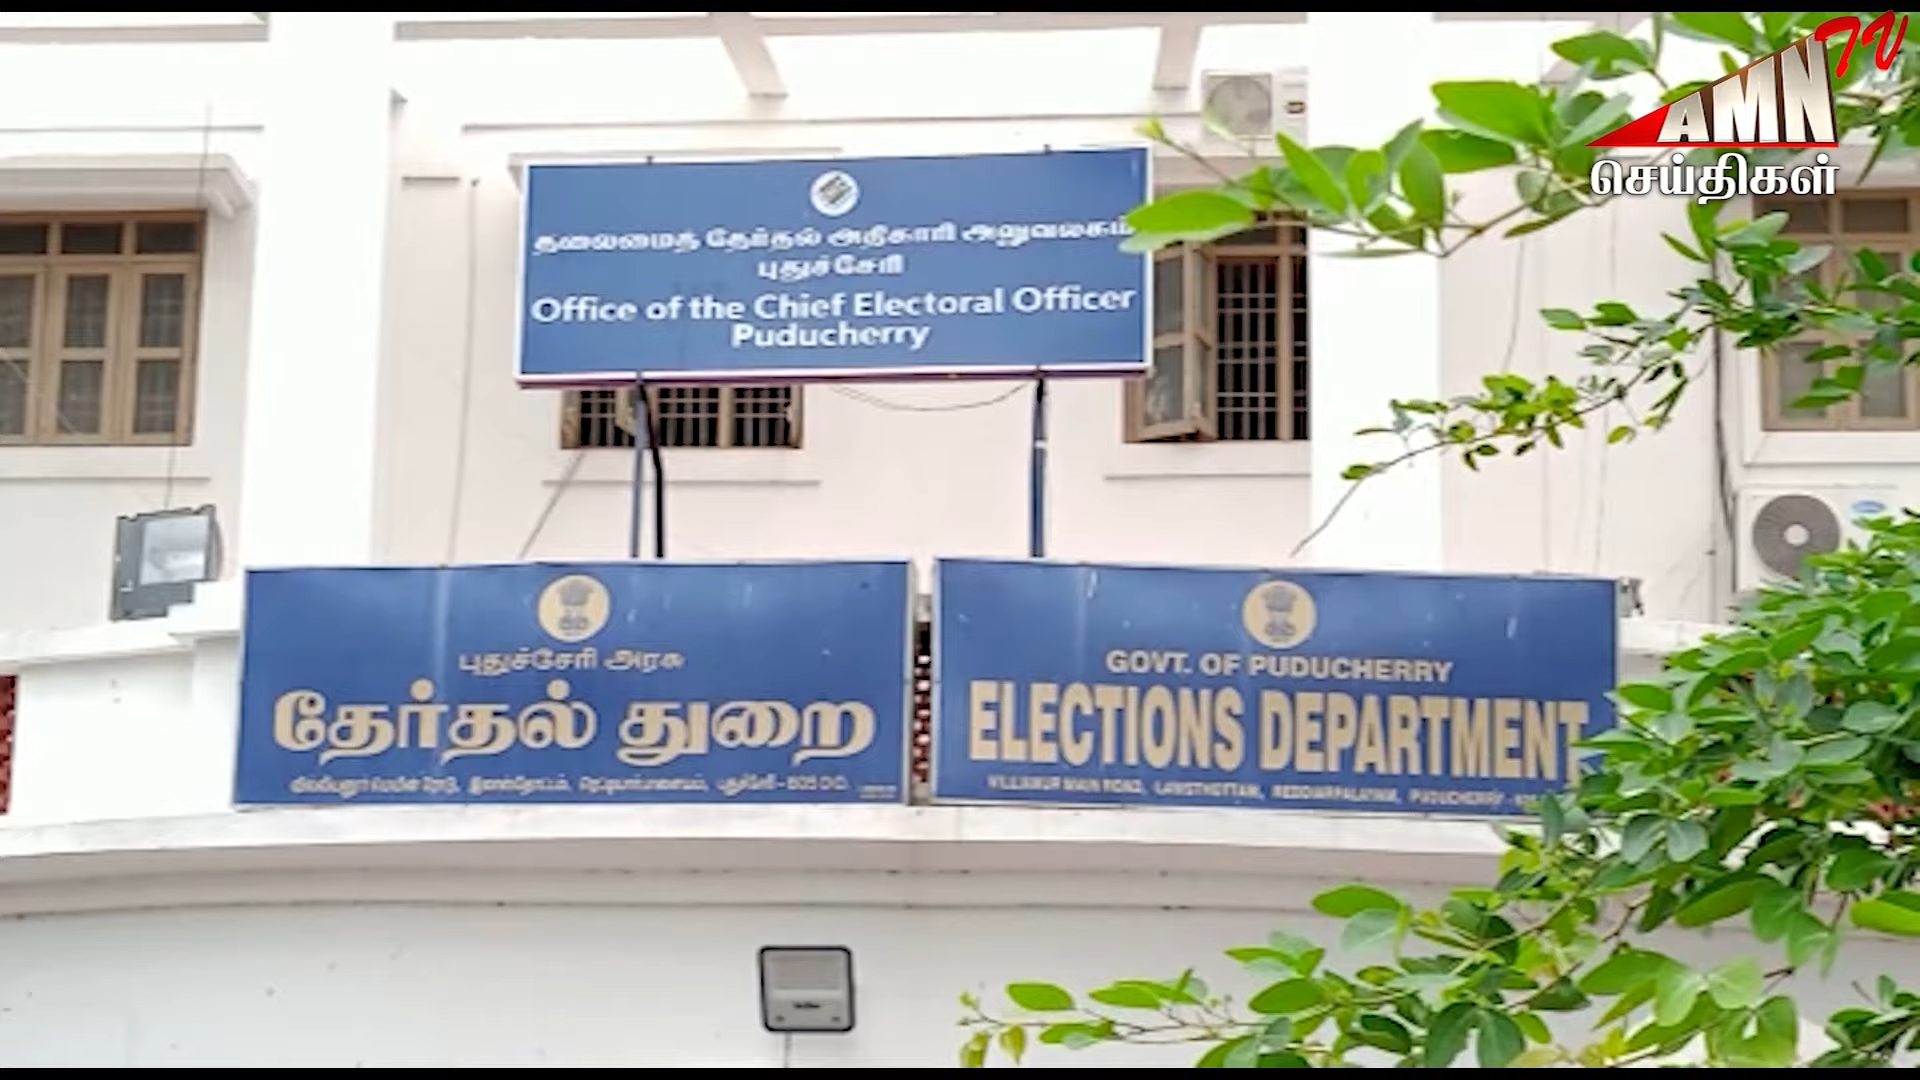 TV
AMN
செய்திகள்
தலைமைத் தேர்தல் அதிகாரி அலுவலகம்
புதுச்சேரி
Office of the Chief Electoral Officer
Puducherry
புதுச்சேரி அரசு
தேர்தல் துறை
புதுச்சேரி - 605
GOVT. OF PUDUCHERRY
ELECTIONS DEPARTMENT
VILLIANUR MAIN ROAD, REDDIARPALAYAM, PUDUCHERRY